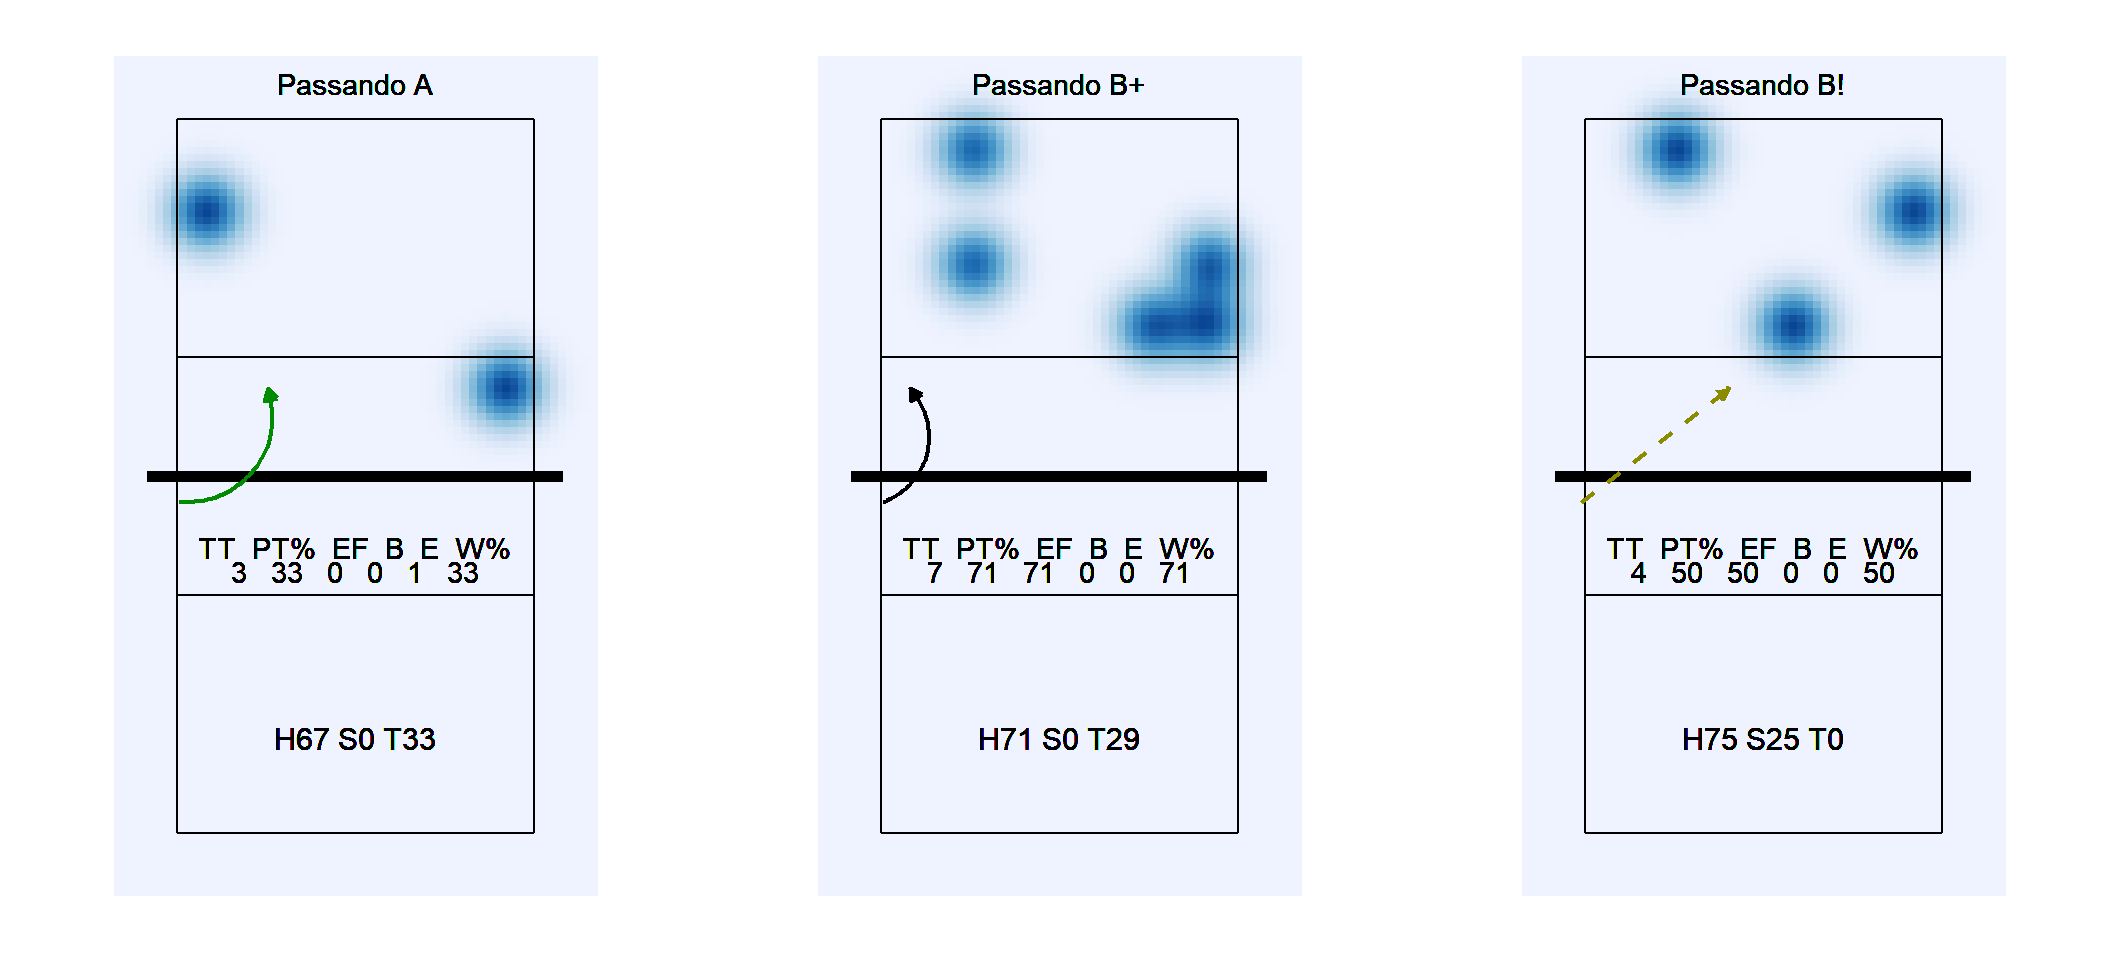 Passando A
TT PT% EF B E W%
3 33 0 0 1 33
H67 S0 T33
Passando B+
TT PT% EF B E W%
7 71 71 0 0 71
H71 S0 T29
Passando B!
TT PT% EF B E W%
4 50 50 0 0 50
H75 S25 T0